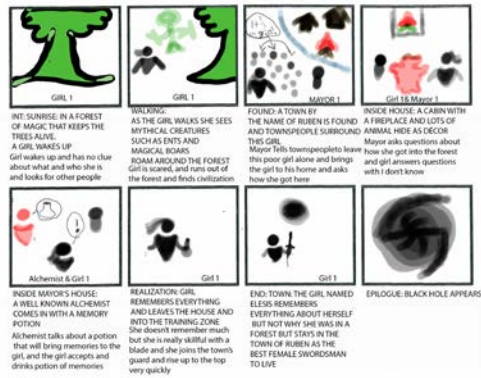 GIRL 1
INT: SUNRISE: IN A FOREST
OF MAGIC THAT KEEPS THE
TREES ALIVE.
A GIRL WAKES UP
Girl wakes up and has no clue
about what and who she is
and looks for other people
GIRL 1
WALKING:
AS THE GIRL WALKS SHE SEES
MYTHICAL CREATURES
SUCH AS ENTS AND
MAGICAL BOARS
ROAM AROUND THE FOREST
Girl is scared, and runs out of
the forest and finds civilization
MAYOR 1
FOUND: A TOWN BY
THE NAME OF RUBEN IS FOUND
AND TOWNSPEOPLE SURROUND
THIS GIRL
Mayor Tells townspeopleto leave
this poor girl alone and brings
the girl to his home and asks
how she got here
Girl 1& Mayor 1
INSIDE HOUSE: A CABIN WITH
A FIREPLACE AND LOTS OF
ANIMAL HIDE AS DÉCOR
Mayor asks questions about
how she got into the forest
and girl answers questions
with I don't know
Alchemist & Girl 1
INSIDE MAYOR'S HOUSE:
A WELL KNOWN ALCHEMIST
COMES IN WITH A MEMORY
POTION
Alchemist talks about a potion
that will bring memories to the
girl, and the girl accepts and
drinks potion of memories
Girl 1
REALIZATION: GIRL
REMEMBERS EVERYTHING
AND LEAVES THE HOUSE AND
INTO THE TRAINING ZONE
She doesn't remember much
but she is really skillful with a
blade and she joins the town's
guard and rise up to the top
very quickly
Girl 1
END: TOWN: THE GIRL NAMED
ELESIS REMEMBERS
EVERYTHING ABOUT HERSELF
BUT NOT WHY SHE WAS IN A
FOREST BUT STAYS IN THE
TOWN OF RUBEN AS THE
BEST FEMALE SWORDSMAN
TO LIVE
EPILOGUE: BLACK HOLE APPEARS